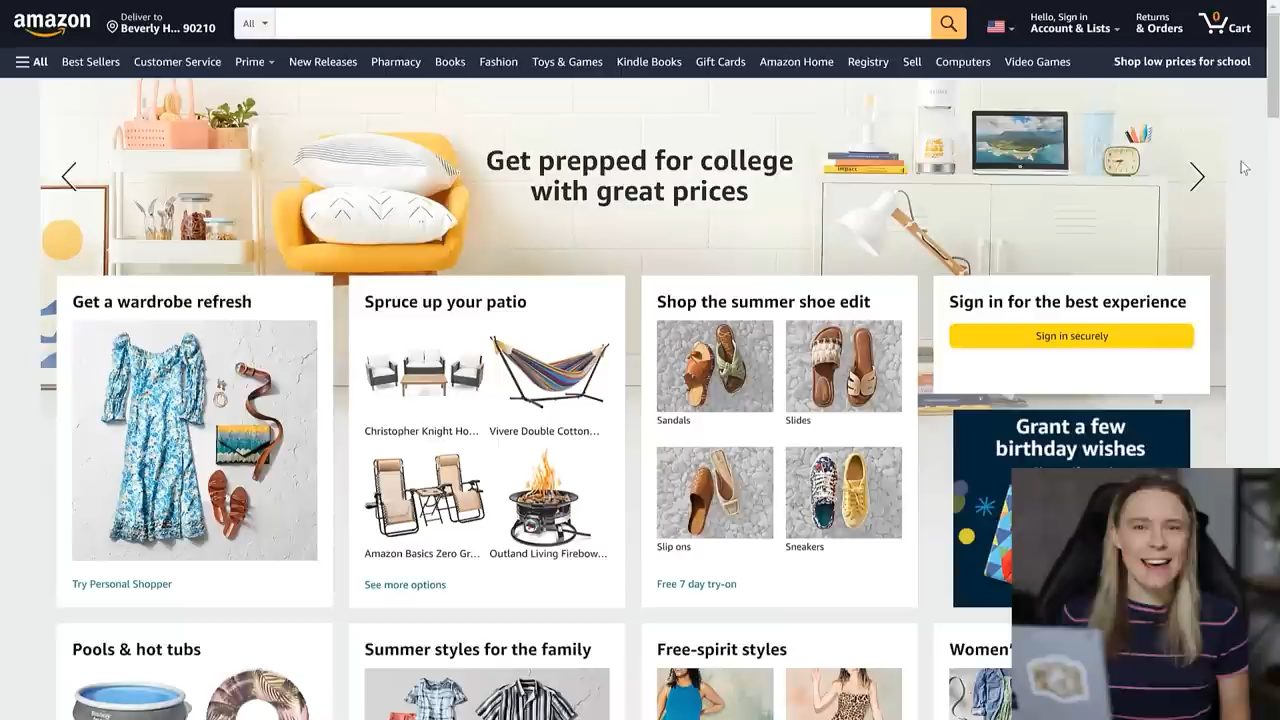 amazon
Deliver to
Beverly H... 90210
All
Hello, Sign in
Account & Lists
Returns
& Orders
0
Cart
All
Best Sellers
Customer Service
Prime
New Releases
Pharmacy
Books
Fashion
Toys & Games
Kindle Books
Gift Cards
Amazon Home
Registry
Sell
Computers
Video Games
Shop low prices for school
Get prepped for college
with great prices
impact
Get a wardrobe refresh
Try Personal Shopper
Spruce up your patio
Christopher Knight Ho...
Vivere Double Cotton...
Amazon Basics Zero Gr...
Outland Living Firebow...
See more options
Shop the summer shoe edit
Sandals
Slides
Slip ons
Sneakers
Free 7 day try-on
Sign in for the best experience
Sign in securely
Grant a few
birthday wishes
Pools & hot tubs
Summer styles for the family
Free-spirit styles
Women'